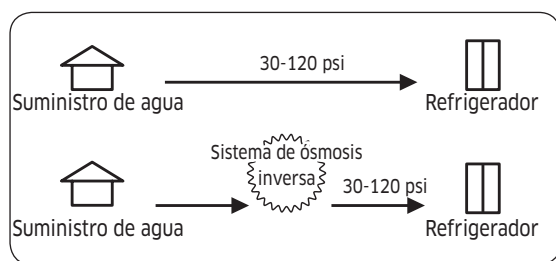 30-120 psi
Suministro de agua
Refrigerador
Sistema de ósmosis
inversa
30-120 psi
Suministro de agua
Refrigerador